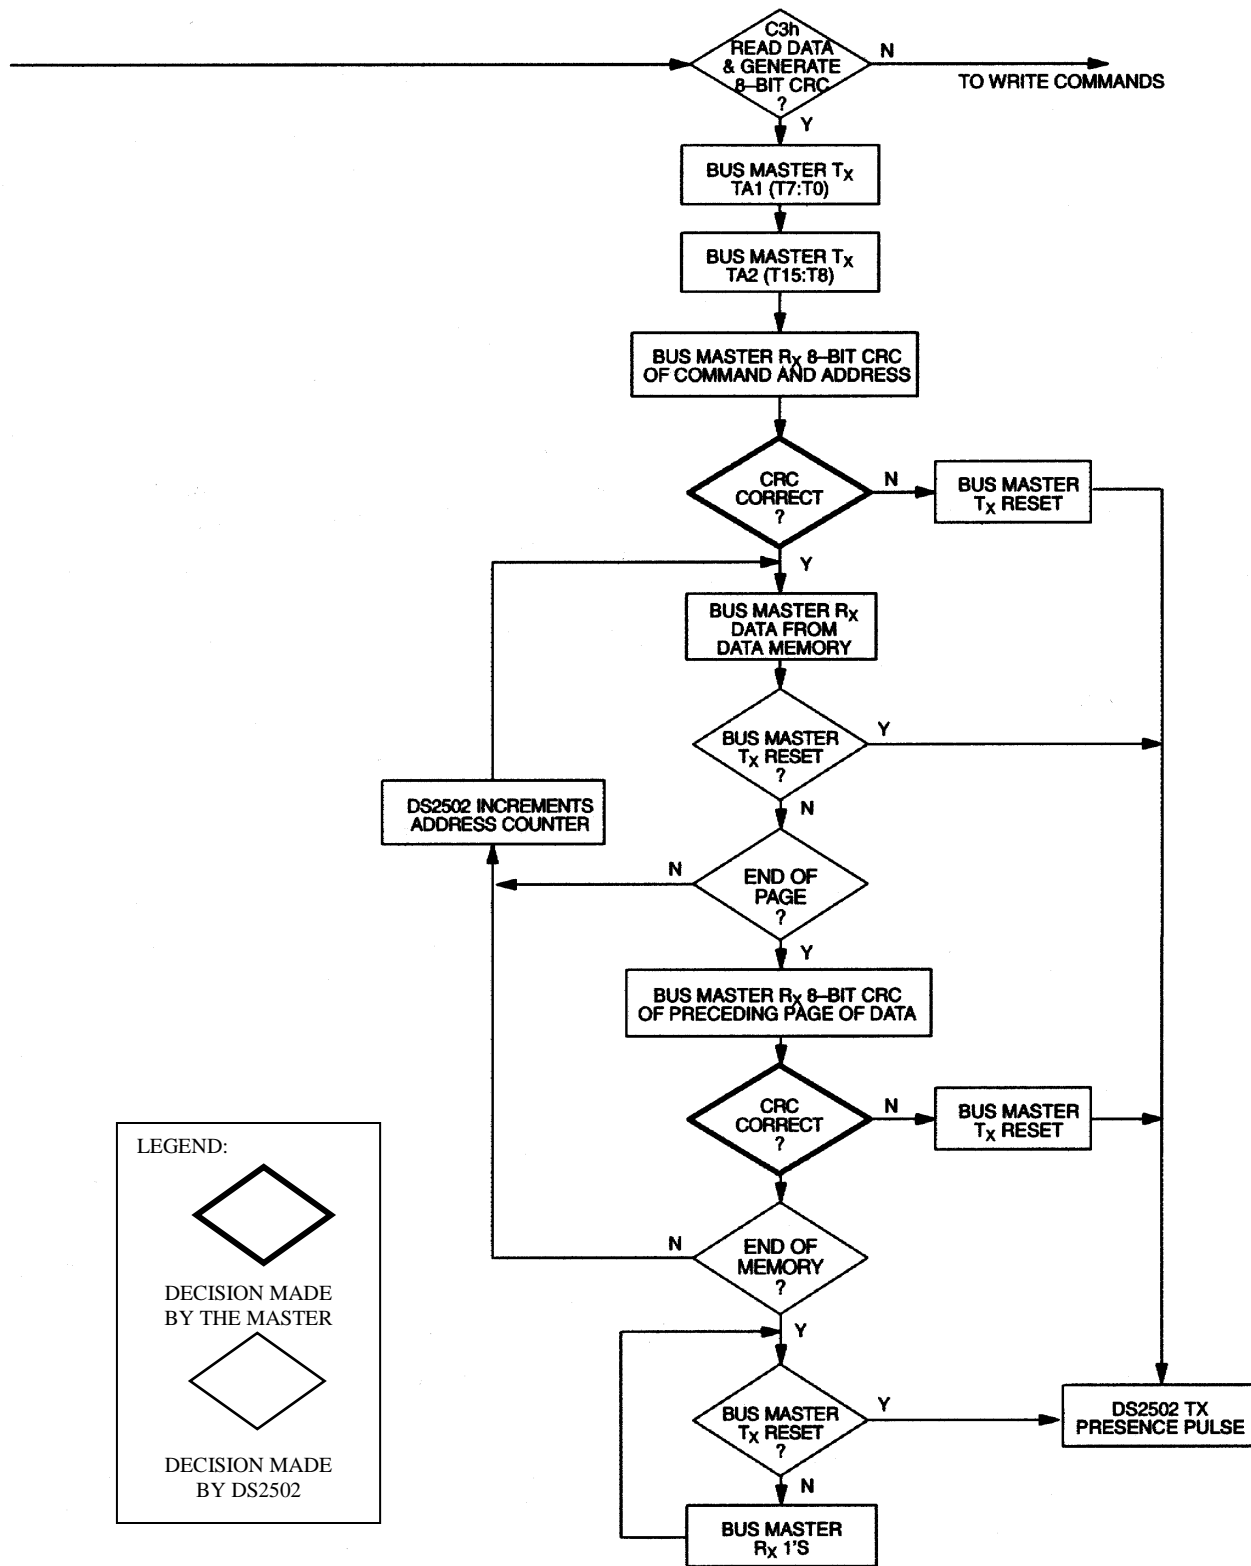 C3h
READ DATA
& GENERATE
8–BIT CRC
?
N
TO WRITE COMMANDS
Y
BUS MASTER TX
TA1 (T7:T0)
BUS MASTER TX
TA2 (T15:T8)
BUS MASTER RX 8–BIT CRC
OF COMMAND AND ADDRESS
CRC
CORRECT
?
N
BUS MASTER
TX RESET
Y
BUS MASTER RX
DATA FROM
DATA MEMORY
BUS MASTER
TX RESET
?
Y
N
DS2502 INCREMENTS
ADDRESS COUNTER
END OF
PAGE
?
N
Y
BUS MASTER RX 8–BIT CRC
OF PRECEDING PAGE OF DATA
CRC
CORRECT
?
N
BUS MASTER
TX RESET
END OF
MEMORY
?
N
Y
BUS MASTER
TX RESET
?
Y
DS2502 TX
PRESENCE PULSE
N
BUS MASTER
RX 1'S
LEGEND:
DECISION MADE
BY THE MASTER
DECISION MADE
BY DS2502